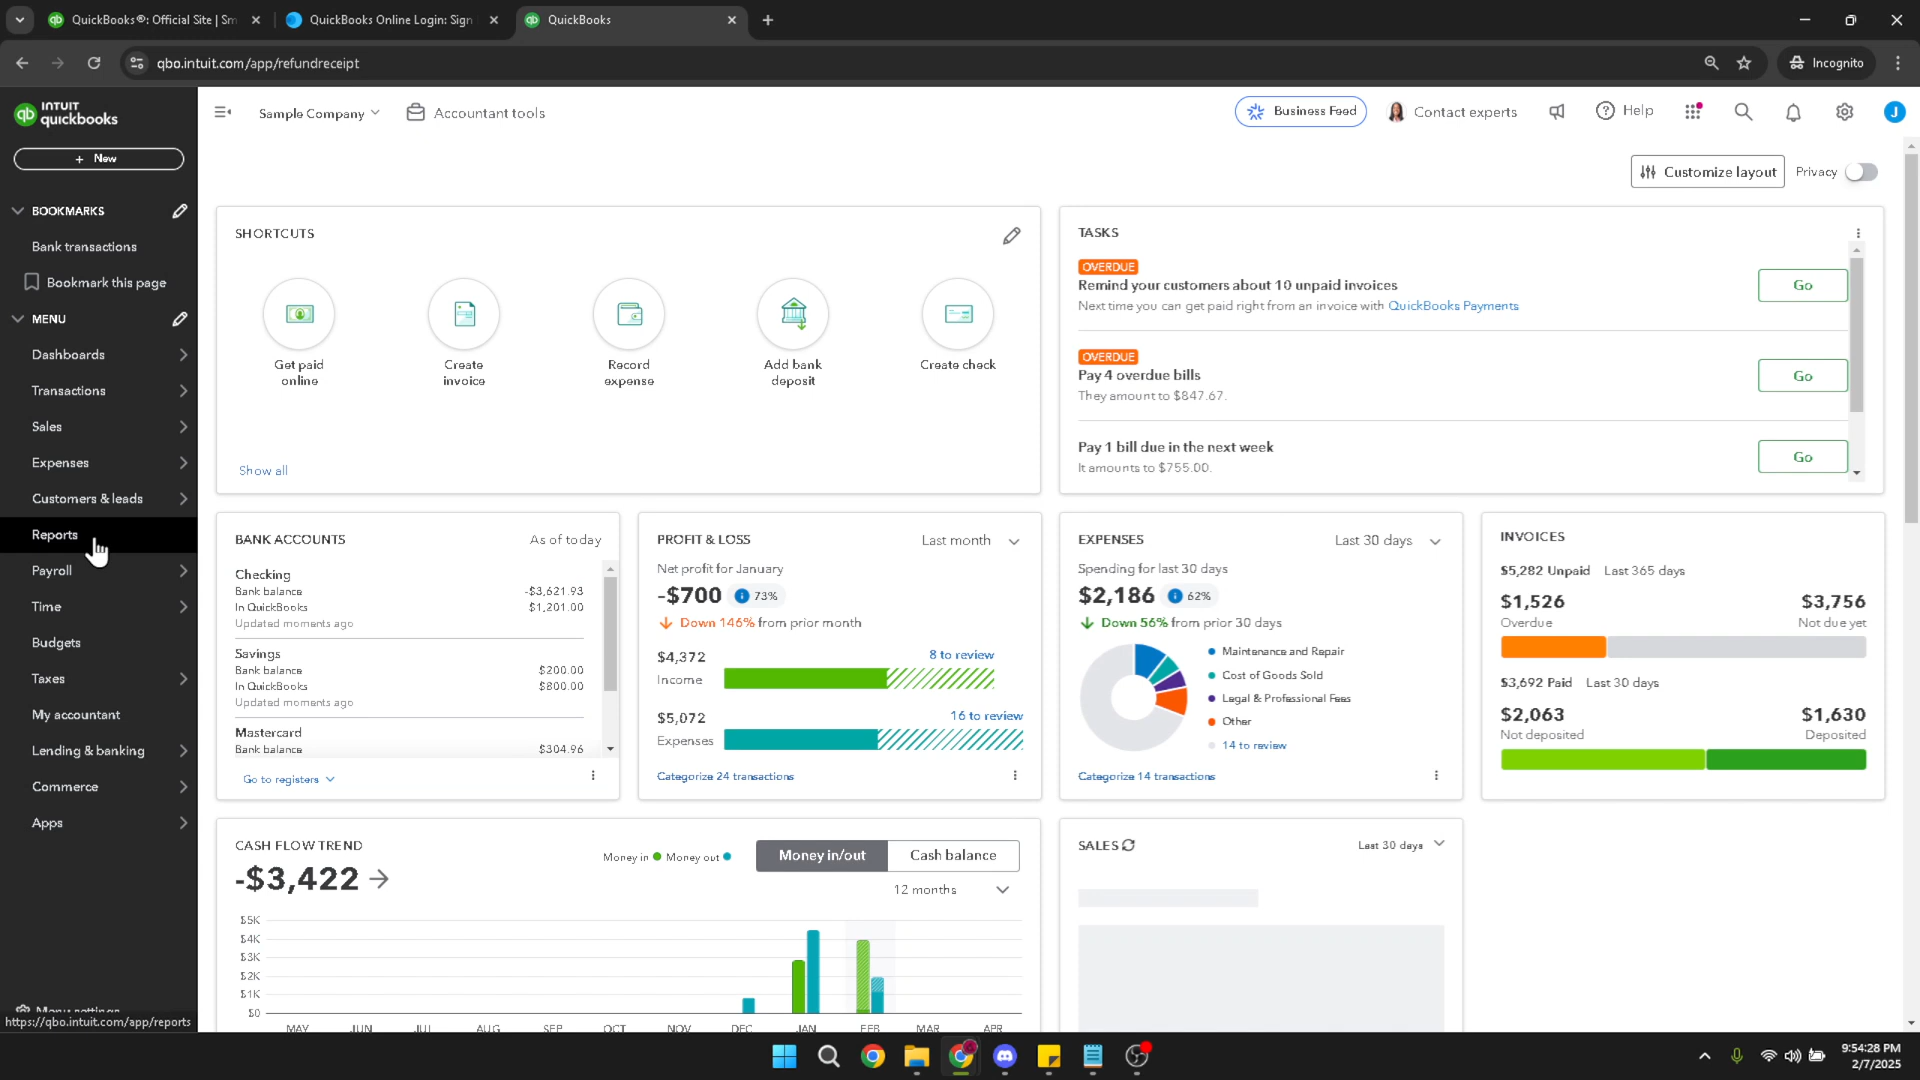 QuickBooks®: Official Site | Sm
QuickBooks Online Login: Sign
QuickBooks
qbo.intuit.com/app/refundreceipt
Incognito
INTUIT
quickbooks
Sample Company
Accountant tools
Business Feed
Contact experts
Help
J
+ New
Customize layout
Privacy
BOOKMARKS
Bank transactions
Bookmark this page
MENU
Dashboards
Transactions
Sales
Expenses
Customers & leads
Reports
Payroll
Time
Budgets
Taxes
My accountant
Lending & banking
Commerce
Apps
Menu settings
https://qbo.intuit.com/app/reports
SHORTCUTS
Get paid
online
Create
invoice
Record
expense
Add bank
deposit
Create check
Show all
TASKS
OVERDUE
Remind your customers about 10 unpaid invoices
Next time you can get paid right from an invoice with QuickBooks Payments
Go
OVERDUE
Pay 4 overdue bills
They amount to $847.67.
Go
Pay 1 bill due in the next week
It amounts to $755.00.
Go
BANK ACCOUNTS
As of today
Checking
Bank balance -$3,621.93
In QuickBooks $1,201.00
Updated moments ago
Savings
Bank balance $200.00
In QuickBooks $800.00
Updated moments ago
Mastercard
Bank balance $304.96
Go to registers
PROFIT & LOSS
Last month
Net profit for January
-$700 73%
Down 146% from prior month
$4,372 8 to review
Income
$5,072 16 to review
Expenses
Categorize 24 transactions
EXPENSES
Last 30 days
Spending for last 30 days
$2,186 62%
Down 56% from prior 30 days
Maintenance and Repair
Cost of Goods Sold
Legal & Professional Fees
Other
14 to review
Categorize 14 transactions
INVOICES
$5,282 Unpaid Last 365 days
$1,526 $3,756
Overdue Not due yet
$3,692 Paid Last 30 days
$2,063 $1,630
Not deposited Deposited
CASH FLOW TREND
-$3,422
Money in Money out
Money in/out Cash balance
12 months
$5K
$4K
$3K
$2K
$1K
$0
MAY JUN JUL AUG SEP OCT NOV DEC JAN FEB MAR APR
SALES
Last 30 days
9:54:28 PM
2/7/2025